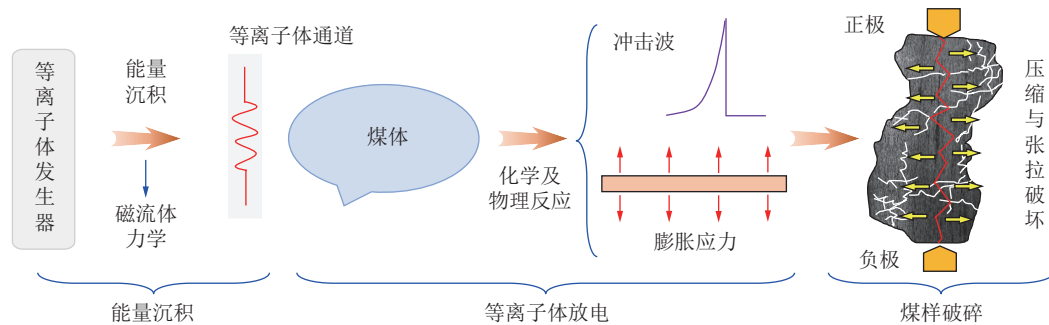 等离子体发生器
能量
沉积
磁流体
力学
等离子体通道
煤体
化学及
物理反应
冲击波
膨胀应力
正极
负极
压缩与张拉破坏
能量沉积
等离子体放电
煤样破碎